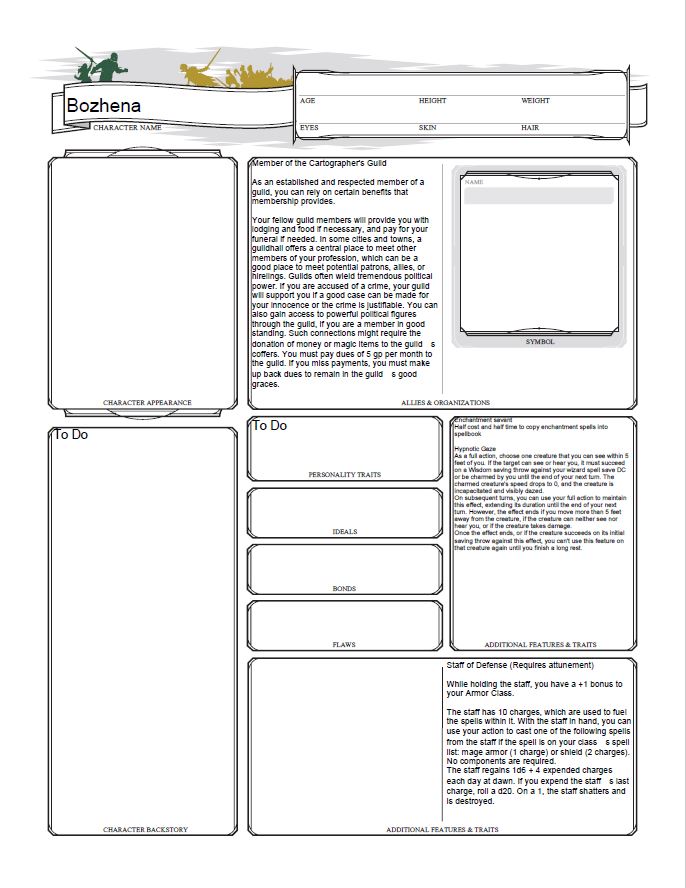 Bozhena
CHARACTER NAME
AGE HEIGHT WEIGHT
EYES SKIN HAIR
CHARACTER APPEARANCE
Member of the Cartographer's Guild
As an established and respected member of a
guild, you can rely on certain benefits that
membership provides.
Your fellow guild members will provide you with
lodging and food if necessary, and pay for your
funeral if needed. In some cities and towns, a
guildhall offers a central place to meet other
members of your profession, which can be a
good place to meet potential patrons, allies, or
hirelings. Guilds often wield tremendous political
power. If you are accused of a crime, your guild
will support you if a good case can be made for
your innocence or the crime is justifiable. You can
also gain access to powerful political figures
through the guild, if you are a member in good
standing. Such connections might require the
donation of money or magic items to the guild s
coffers. You must pay dues of 5 gp per month to
the guild. If you miss payments, you must make
up back dues to remain in the guild s good
graces.
NAME
SYMBOL
ALLIES & ORGANIZATIONS
To Do
CHARACTER BACKSTORY
To Do
PERSONALITY TRAITS
IDEALS
BONDS
FLAWS
Enchantment savant
Half cost and half time to copy enchantment spells into
spellbook
Hypnotic Gaze
As a full action, choose one creature that you can see within 5
feet of you. If the target can see or hear you, it must succeed
on a Wisdom saving throw against your wizard spell save DC
or be charmed by you until the end of your next turn. The
charmed creature's speed drops to 0, and the creature is
incapacitated and visibly dazed.
On subsequent turns, you can use your full action to maintain
this effect, extending its duration until the end of your next
turn. However, the effect ends if you move more than 5 feet
away from the creature, if the creature can neither see nor
hear you, or if the creature takes damage.
Once the effect ends, or if the creature succeeds on its initial
saving throw against this effect, you can't use this feature on
that creature again until you finish a long rest.
ADDITIONAL FEATURES & TRAITS
Staff of Defense (Requires attunement)
While holding the staff, you have a +1 bonus to
your Armor Class.
The staff has 10 charges, which are used to fuel
the spells within it. With the staff in hand, you can
use your action to cast one of the following spells
from the staff if the spell is on your class s spell
list: mage armor (1 charge) or shield (2 charges).
No components are required.
The staff regains 1d6 + 4 expended charges
each day at dawn. If you expend the staff s last
charge, roll a d20. On a 1, the staff shatters and
is destroyed.
ADDITIONAL FEATURES & TRAITS